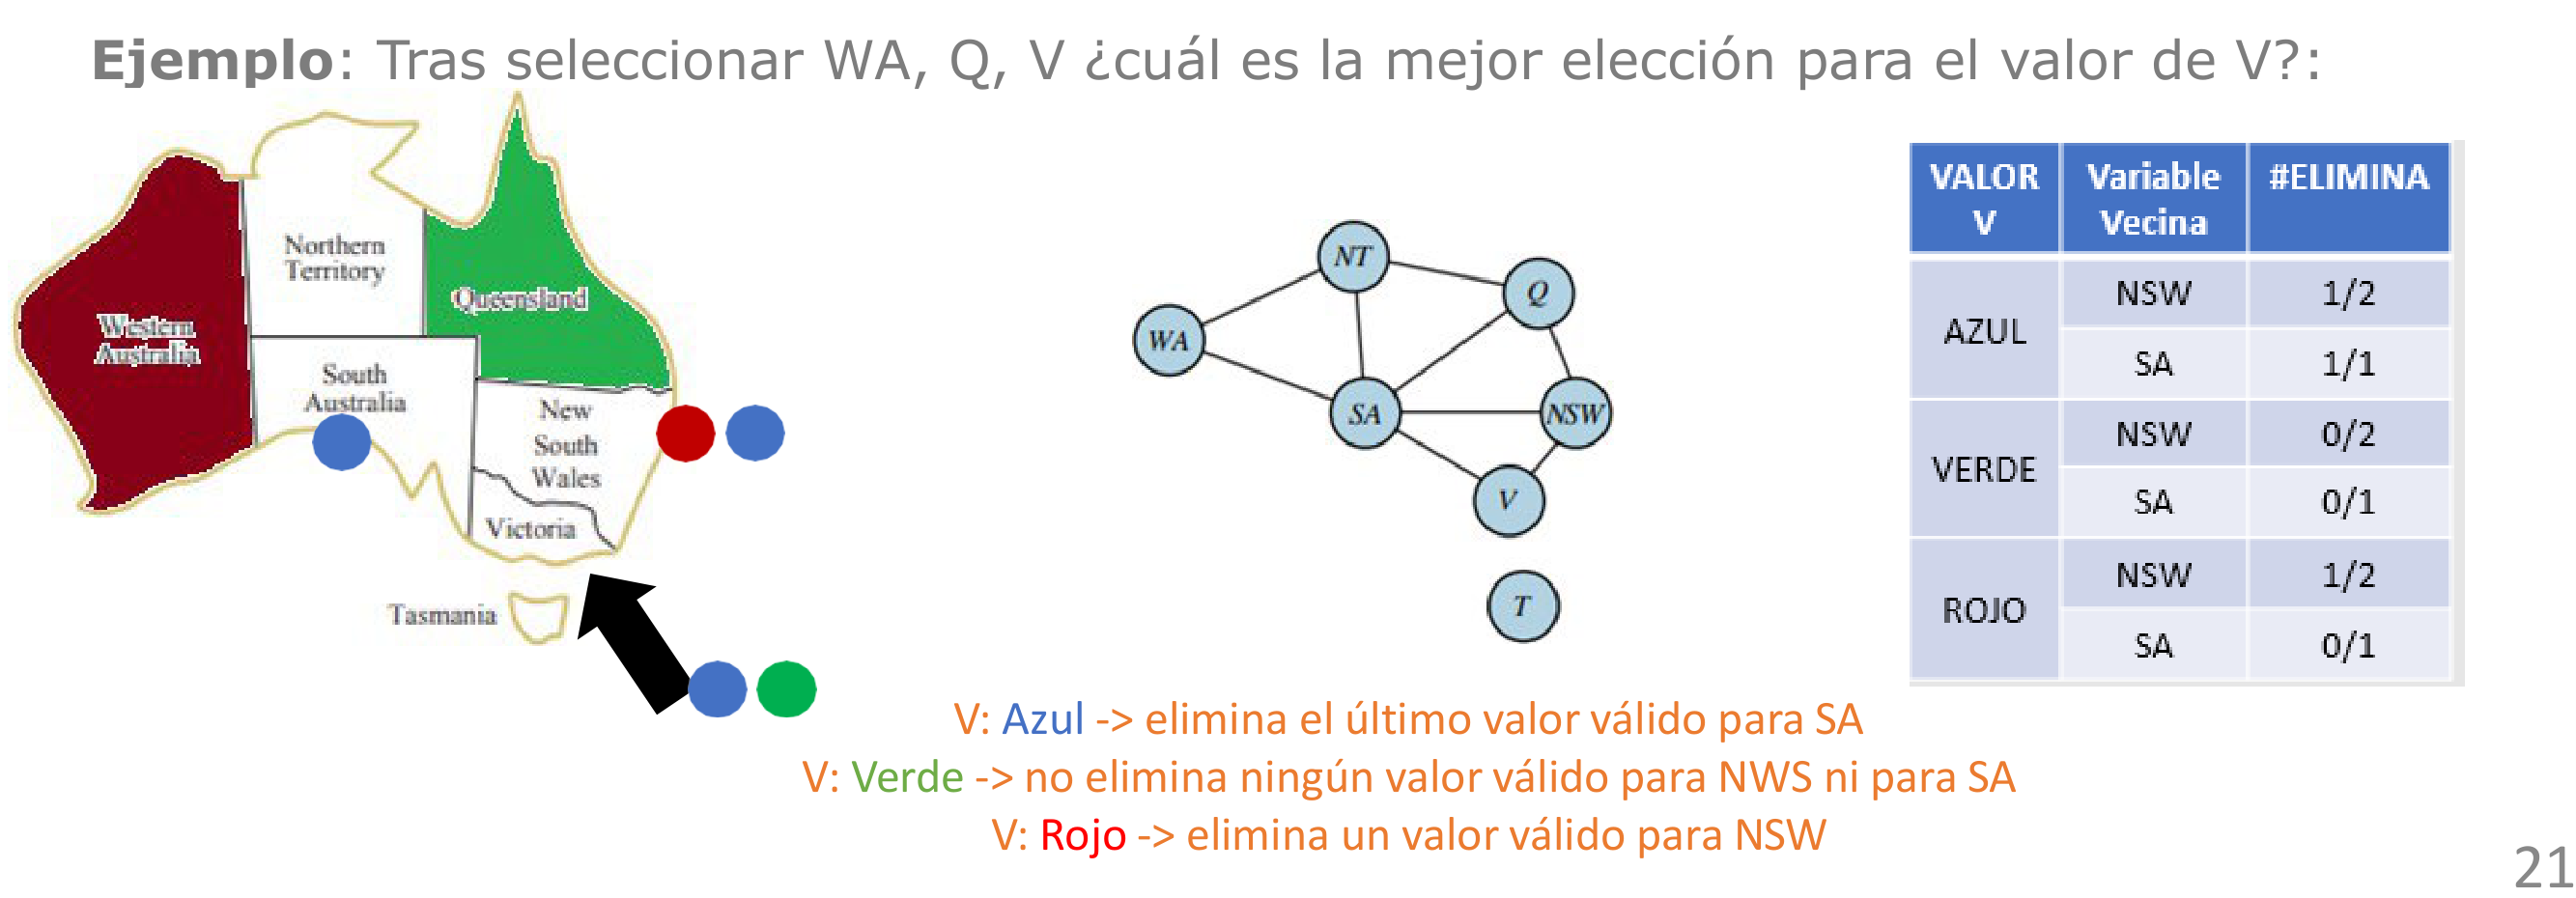 Ejemplo: Tras seleccionar WA, Q, V ¿cuál es la mejor elección para el valor de V?:
Northern
Territory
Queensland
Western
Australia
South
Australia
New
South
Wales
Victoria
Tasmania
NT
Q
WA
SA
NSW
V
T
VALOR V Variable Vecina #ELIMINA
AZUL NSW 1/2
SA 1/1
VERDE NSW 0/2
SA 0/1
ROJO NSW 1/2
SA 0/1
V: Azul -> elimina el último valor válido para SA
V: Verde -> no elimina ningún valor válido para NWS ni para SA
V: Rojo -> elimina un valor válido para NSW
21